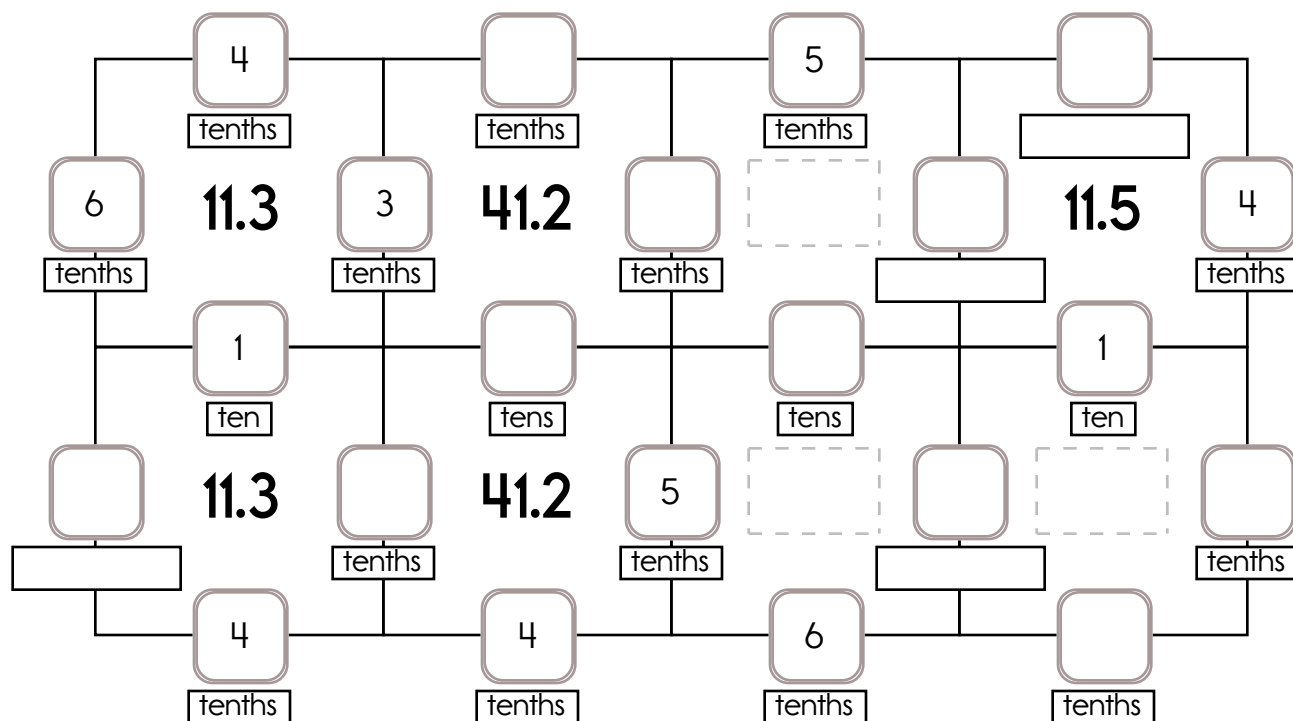 4 5
tenths tenths tenths
6 11.3 3 41.2 11.5 4
tenths tenths tenths tenths
1 1
ten tens tens ten
11.3 41.2 5
tenths tenths tenths
4 4 6
tenths tenths tenths tenths